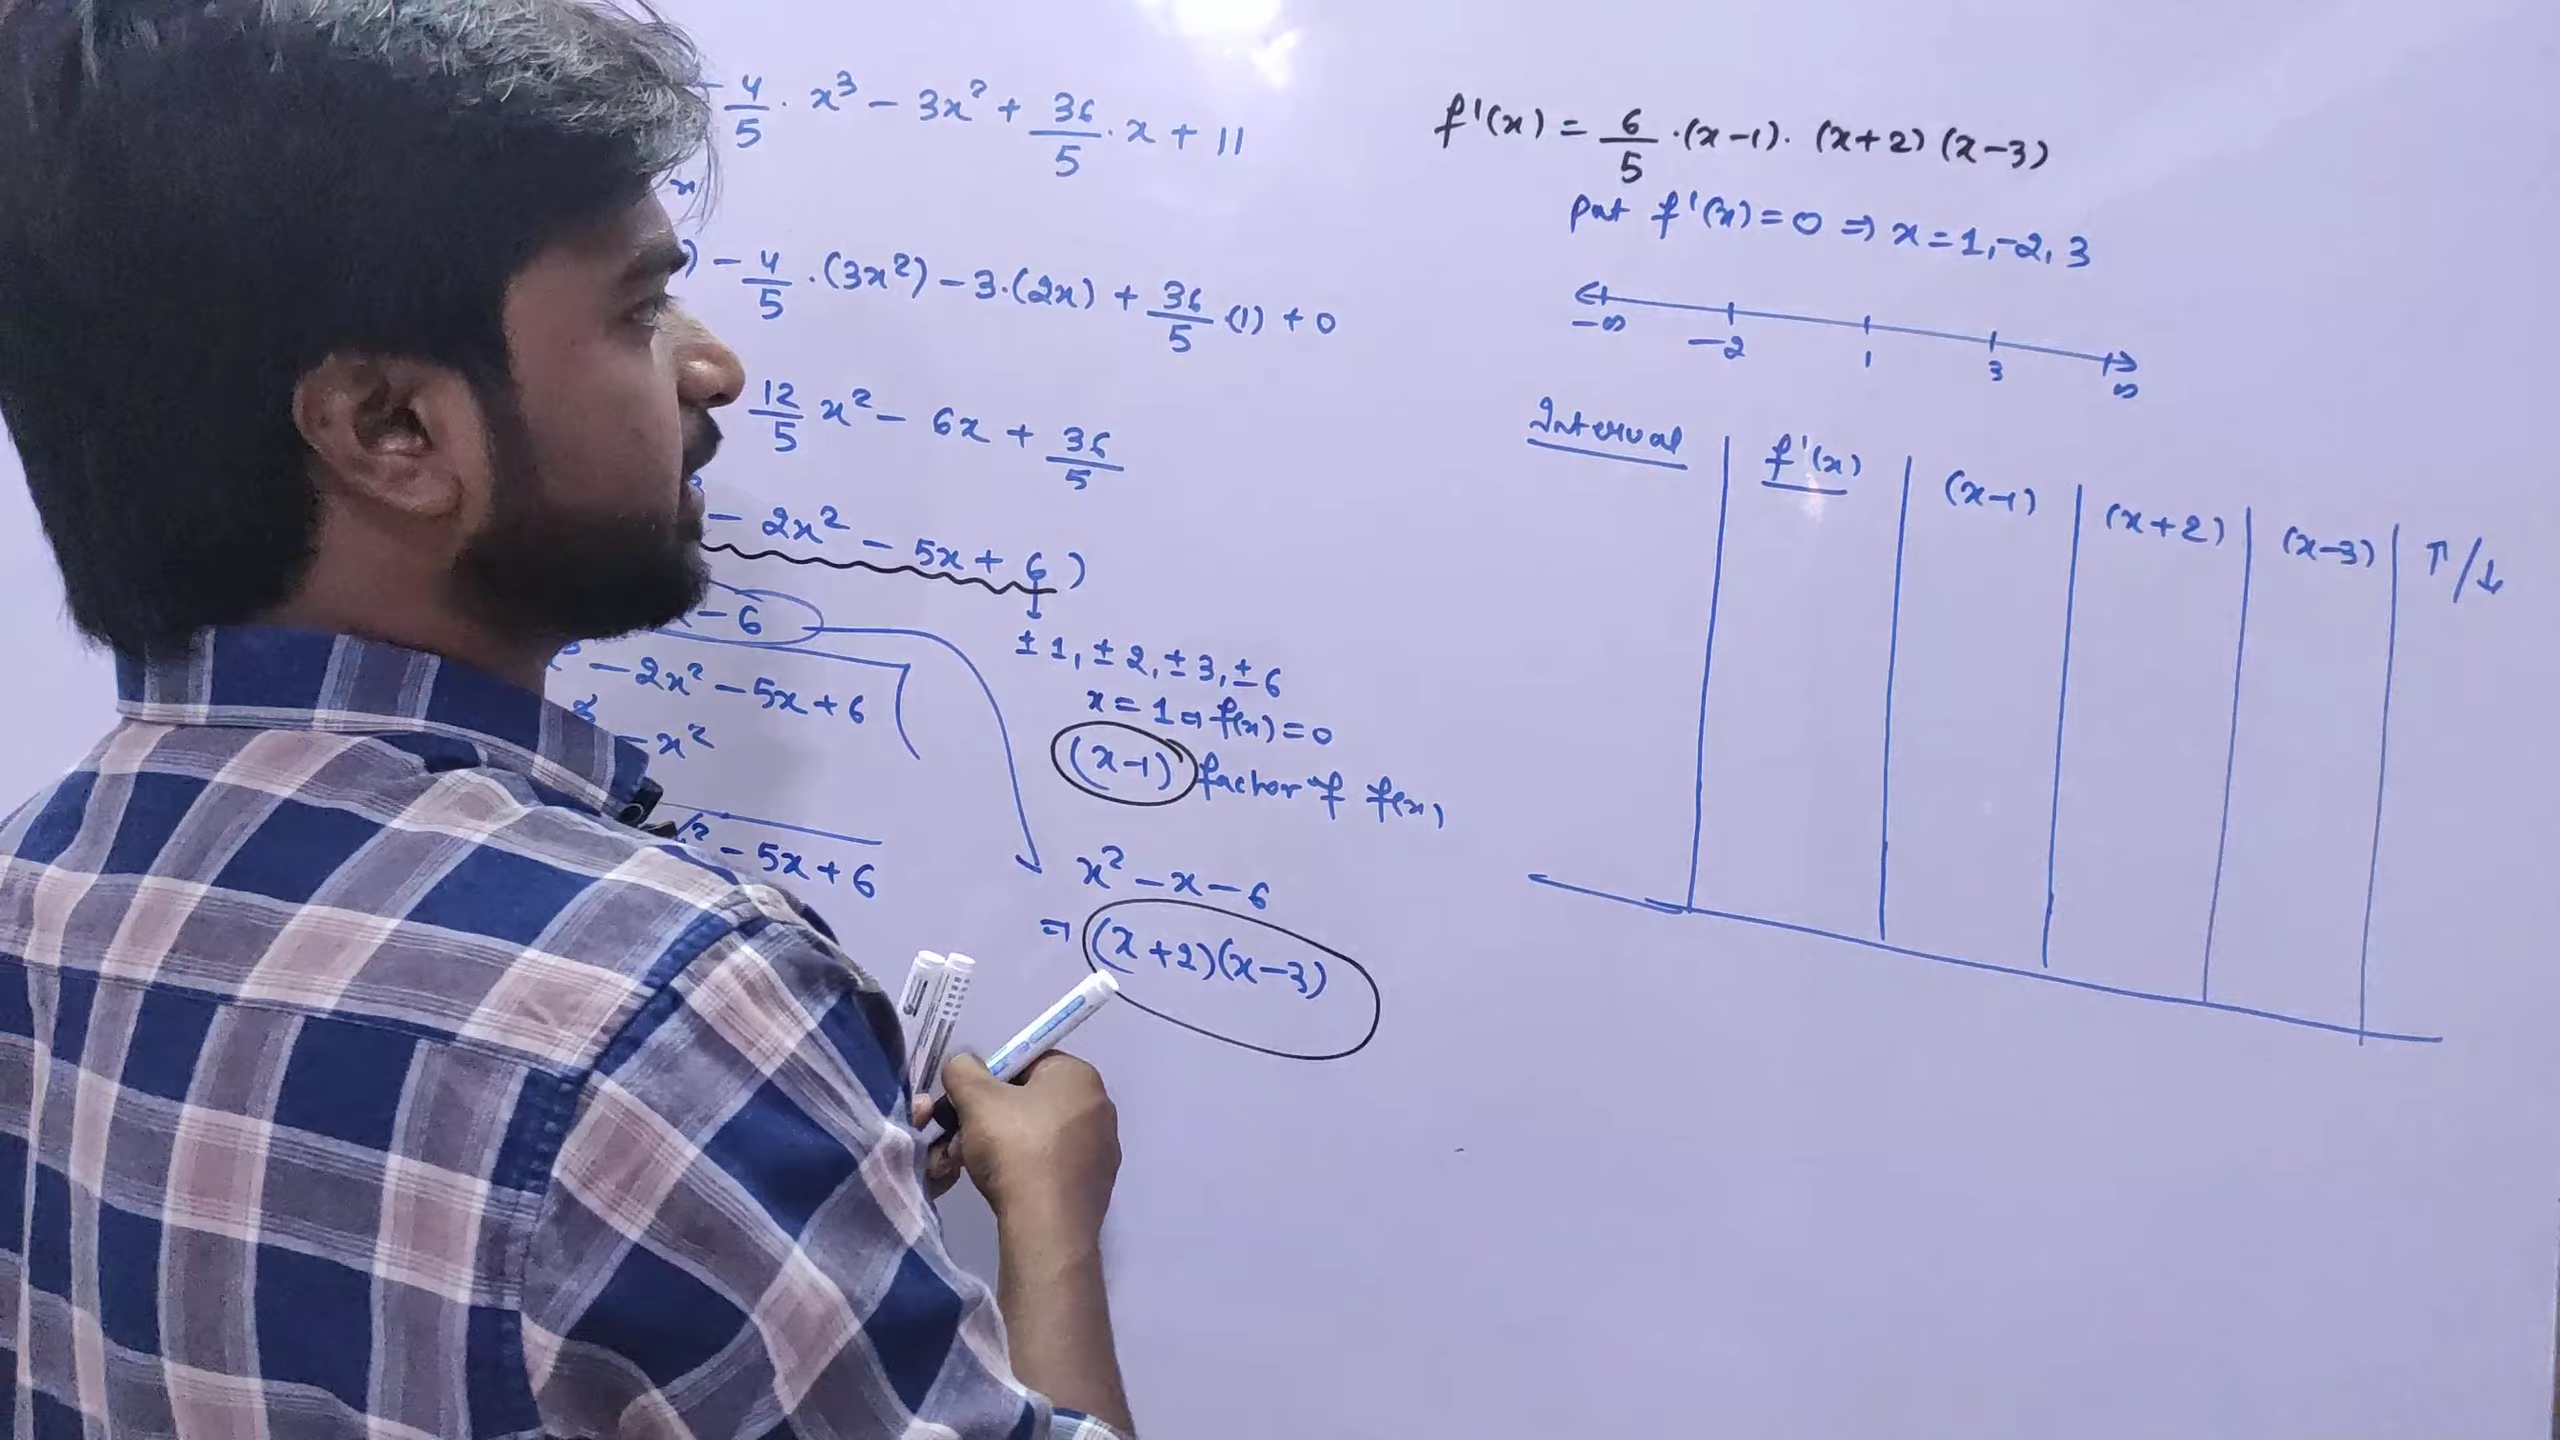 - 4/5 · x³ - 3x² + 36/5 · x + 11
x
) - 4/5 · (3x²) - 3·(2x) + 36/5 · (1) + 0
12/5 x² - 6x + 36/5
- 2x² - 5x + 6 )
- 6
- 2x² - 5x + 6
- x²
- 5x + 6
± 1, ± 2, ± 3, ± 6
x = 1 ⇒ f(x) = 0
(x-1) factor of f(x)
x² - x - 6
⇒ (x+2)(x-3)
f'(x) = 6/5 · (x-1) · (x+2) (x-3)
put f'(x) = 0 ⇒ x = 1, -2, 3
-∞ -2 1 3 ∞
Interval f'(x) (x-1) (x+2) (x-3) ↑/↓